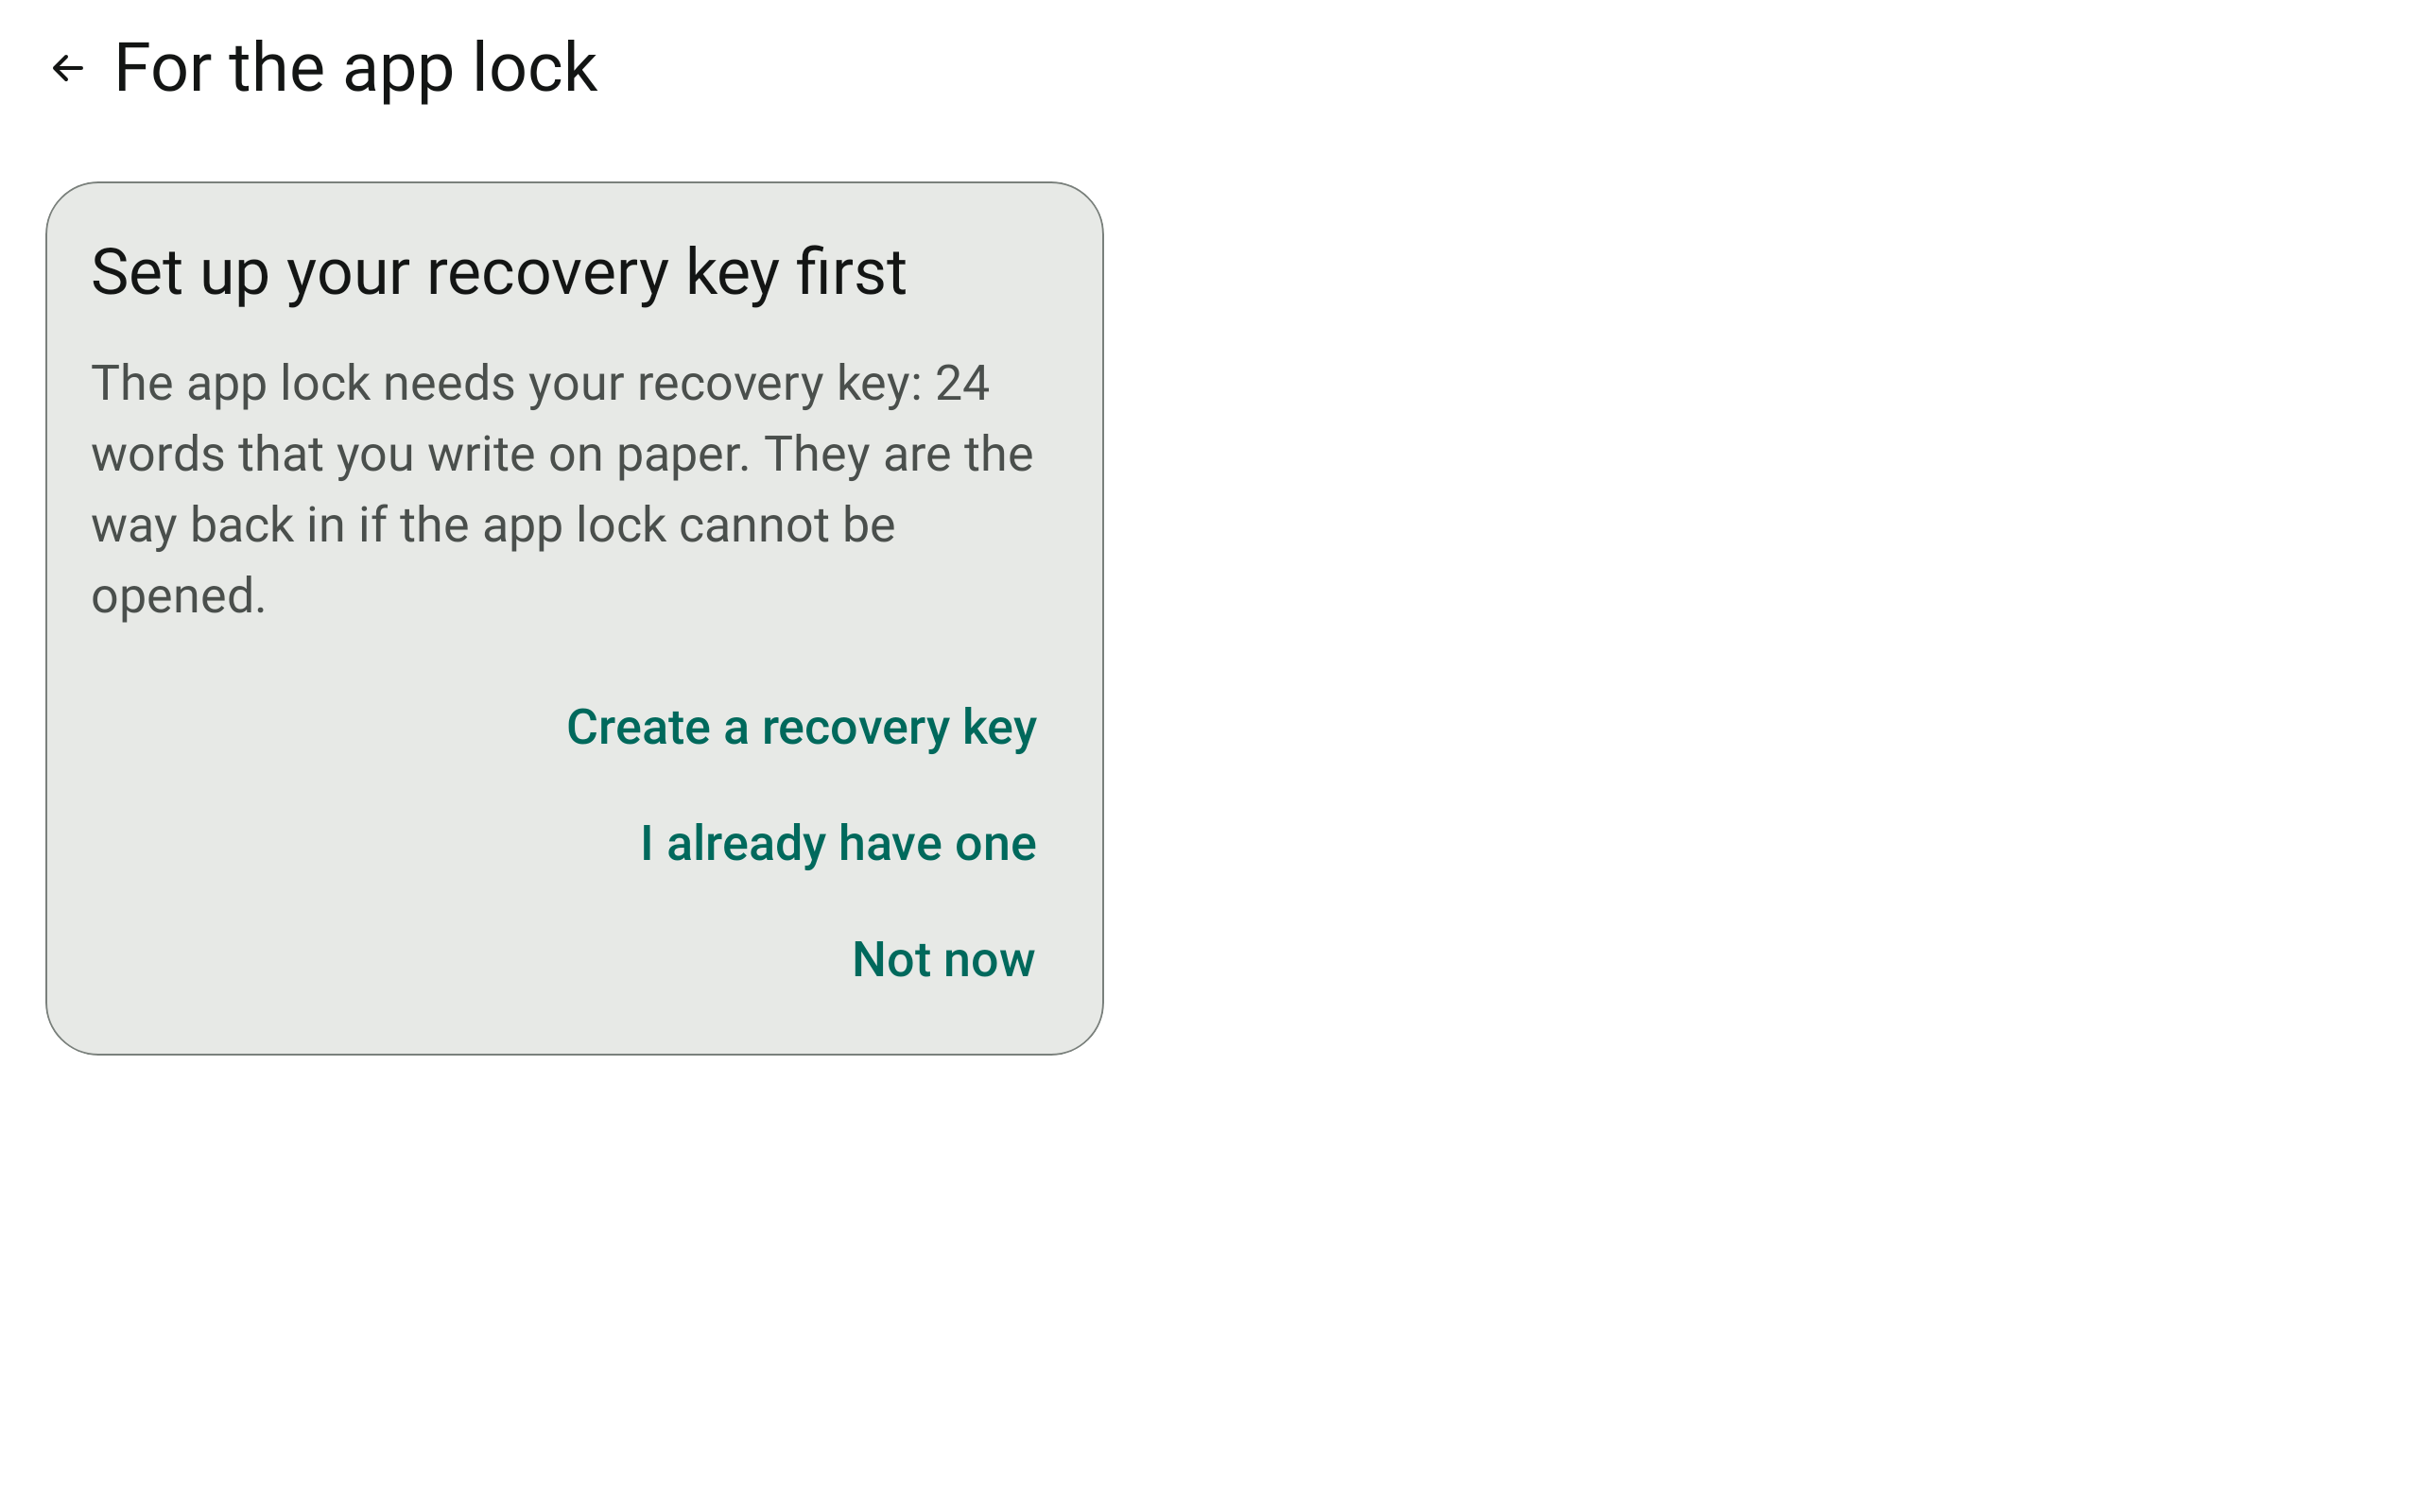 For the app lock
Set up your recovery key first
The app lock needs your recovery key: 24
words that you write on paper. They are the
way back in if the app lock cannot be
opened.
Create a recovery key
I already have one
Not now